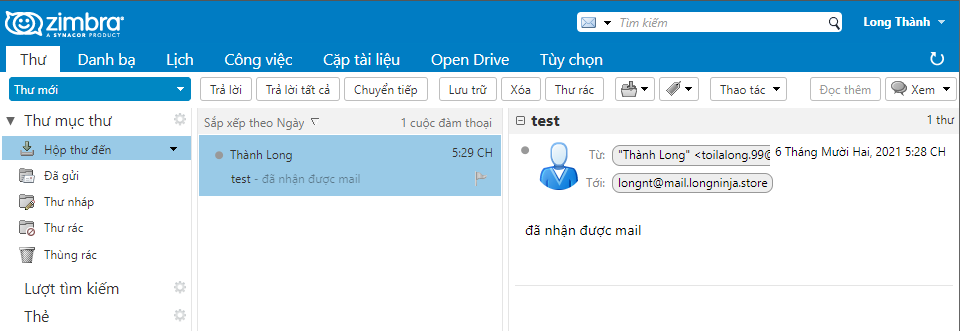 zimbra
A SYNACOR PRODUCT
Tìm kiếm
Long Thành
Thư Danh bạ Lịch Công việc Cặp tài liệu Open Drive Tùy chọn
Thư mới Trả lời Trả lời tất cả Chuyển tiếp Lưu trữ Xóa Thư rác Thao tác Đọc thêm Xem
Thư mục thư
Hộp thư đến
Đã gửi
Thư nháp
Thư rác
Thùng rác
Lượt tìm kiếm
Thẻ
Sắp xếp theo Ngày 1 cuộc đàm thoại
Thành Long 5:29 CH
test - đã nhận được mail
test 1 thư
Từ: "Thành Long" <toilalong.99@ 6 Tháng Mười Hai, 2021 5:28 CH
Tới: longnt@mail.longninja.store
đã nhận được mail